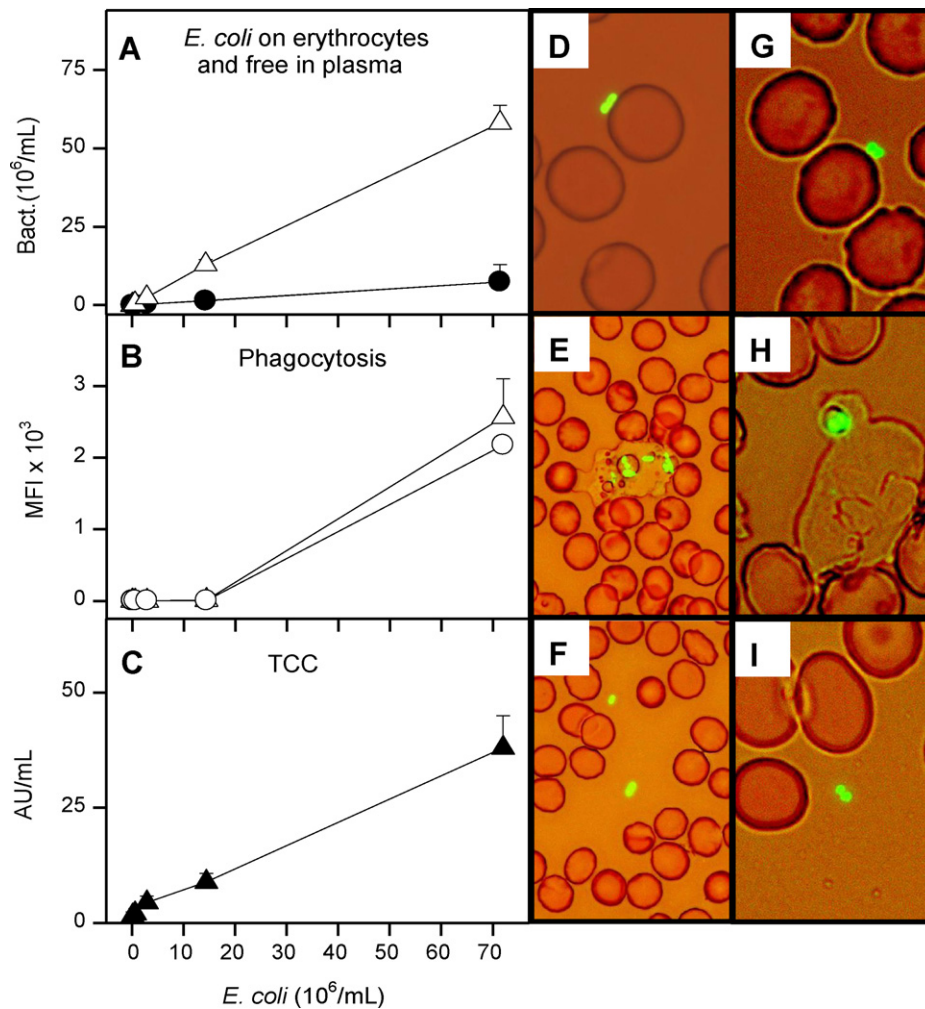 A
E. coli on erythrocytes
and free in plasma
75
50
25
0
Bact.(10⁶/mL)
B
Phagocytosis
3
2
1
0
MFI x 10³
C
TCC
50
25
0
AU/mL
0 10 20 30 40 50 60 70
E. coli (10⁶/mL)
D
G
E
H
F
I